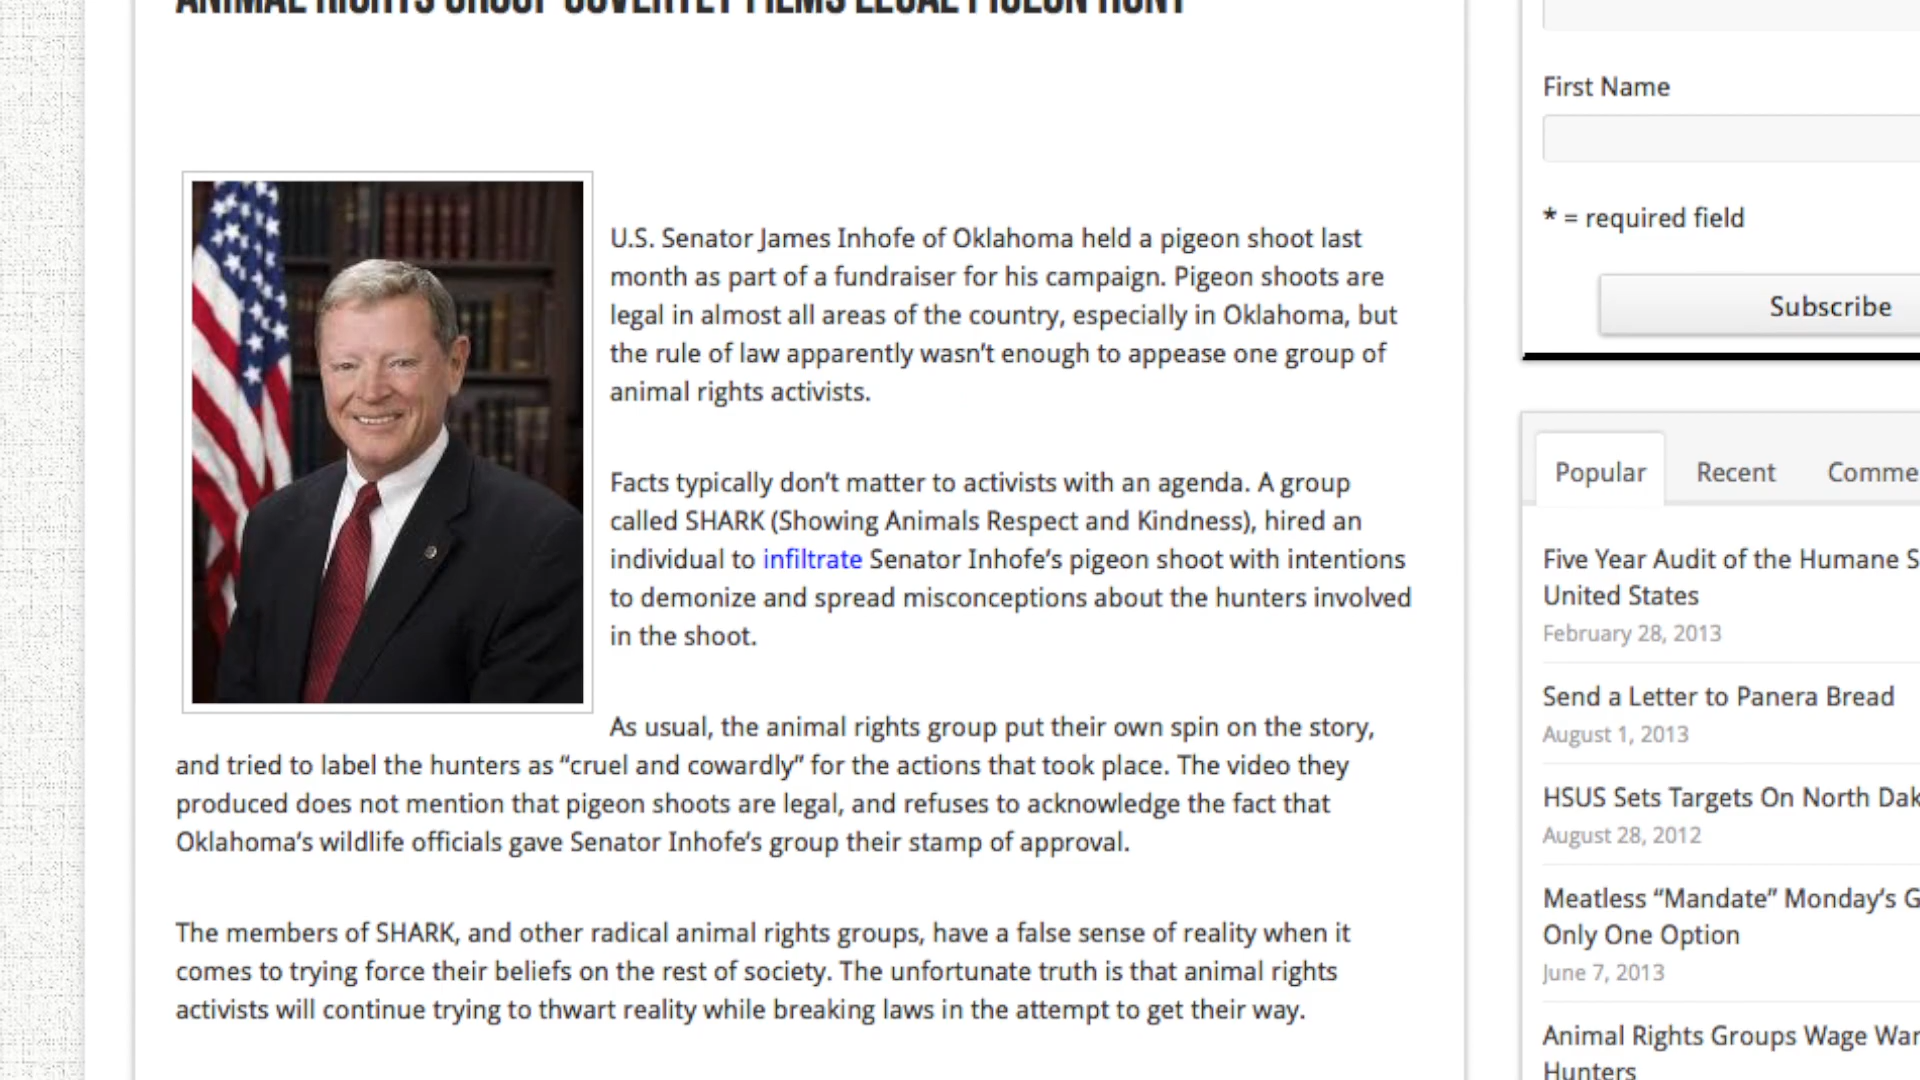 ANIMAL RIGHTS GROUP COVERTLY FILMS LEGAL PIGEON HUNT
U.S. Senator James Inhofe of Oklahoma held a pigeon shoot last
month as part of a fundraiser for his campaign. Pigeon shoots are
legal in almost all areas of the country, especially in Oklahoma, but
the rule of law apparently wasn’t enough to appease one group of
animal rights activists.
Facts typically don’t matter to activists with an agenda. A group
called SHARK (Showing Animals Respect and Kindness), hired an
individual to infiltrate Senator Inhofe’s pigeon shoot with intentions
to demonize and spread misconceptions about the hunters involved
in the shoot.
As usual, the animal rights group put their own spin on the story,
and tried to label the hunters as “cruel and cowardly” for the actions that took place. The video they
produced does not mention that pigeon shoots are legal, and refuses to acknowledge the fact that
Oklahoma’s wildlife officials gave Senator Inhofe’s group their stamp of approval.
The members of SHARK, and other radical animal rights groups, have a false sense of reality when it
comes to trying force their beliefs on the rest of society. The unfortunate truth is that animal rights
activists will continue trying to thwart reality while breaking laws in the attempt to get their way.
First Name
* = required field
Subscribe
Popular Recent Comme
Five Year Audit of the Humane S
United States
February 28, 2013
Send a Letter to Panera Bread
August 1, 2013
HSUS Sets Targets On North Dak
August 28, 2012
Meatless “Mandate” Monday’s G
Only One Option
June 7, 2013
Animal Rights Groups Wage War
Hunters